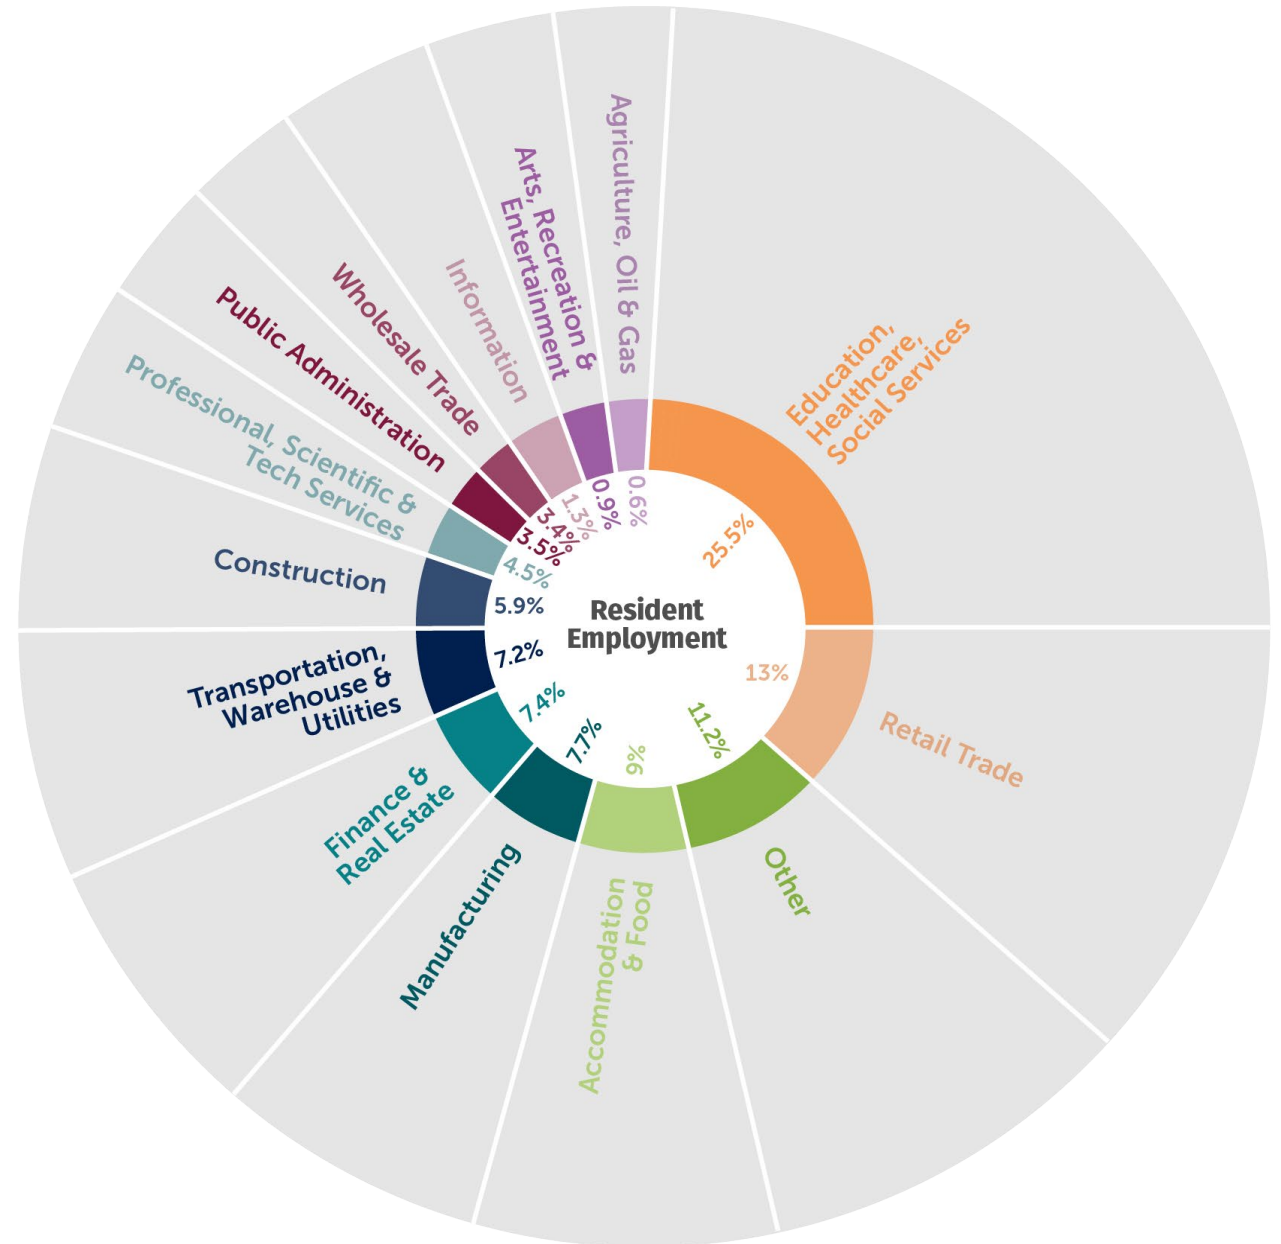 Resident
Employment
Education,
Healthcare,
Social Services
25.5%
Retail Trade
13%
Other
11.2%
Accommodation
& Food
9%
Manufacturing
7.7%
Finance &
Real Estate
7.4%
Transportation,
Warehouse &
Utilities
7.2%
Construction
5.9%
Professional, Scientific &
Tech Services
4.5%
Public Administration
3.5%
Wholesale Trade
3.4%
Information
1.3%
Arts, Recreation &
Entertainment
0.9%
Agriculture, Oil & Gas
0.6%